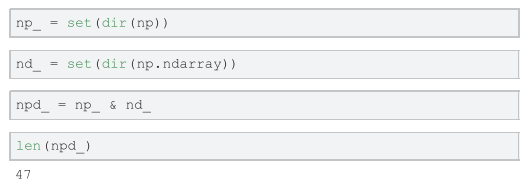 np_ = set(dir(np))
nd_ = set(dir(np.ndarray))
npd_ = np_ & nd_
len(npd_)
47